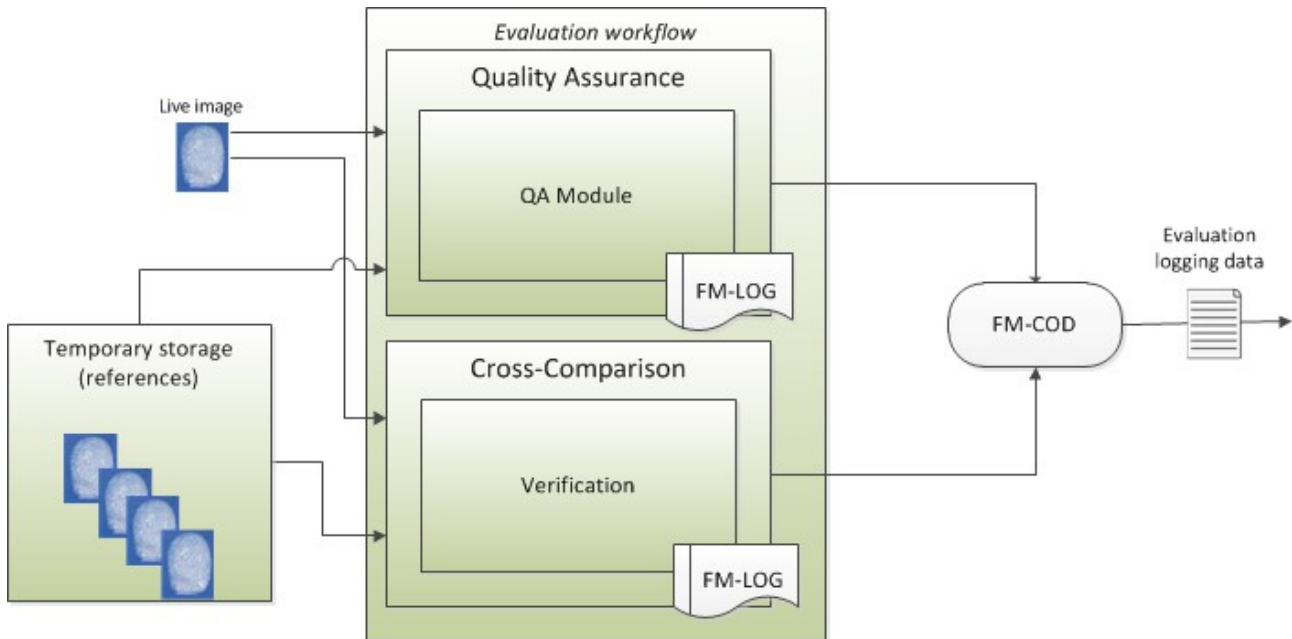 Evaluation workflow
Quality Assurance
Live image
QA Module
FM-LOG
Evaluation
logging data
FM-COD
Temporary storage
(references)
Cross-Comparison
Verification
FM-LOG